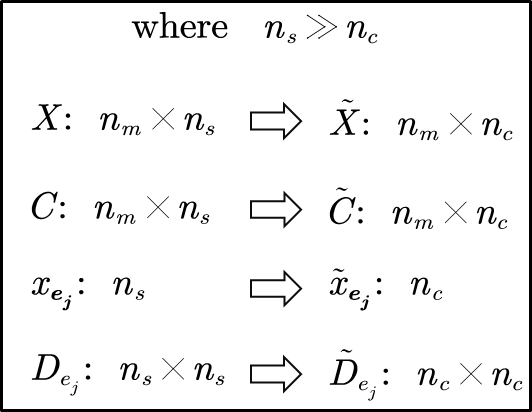 where n_s ≫ n_c
X: n_m × n_s ⇨ X̃: n_m × n_c
C: n_m × n_s ⇨ C̃: n_m × n_c
x_{e_j}: n_s ⇨ x̃_{e_j}: n_c
D_{e_j}: n_s × n_s ⇨ D̃_{e_j}: n_c × n_c